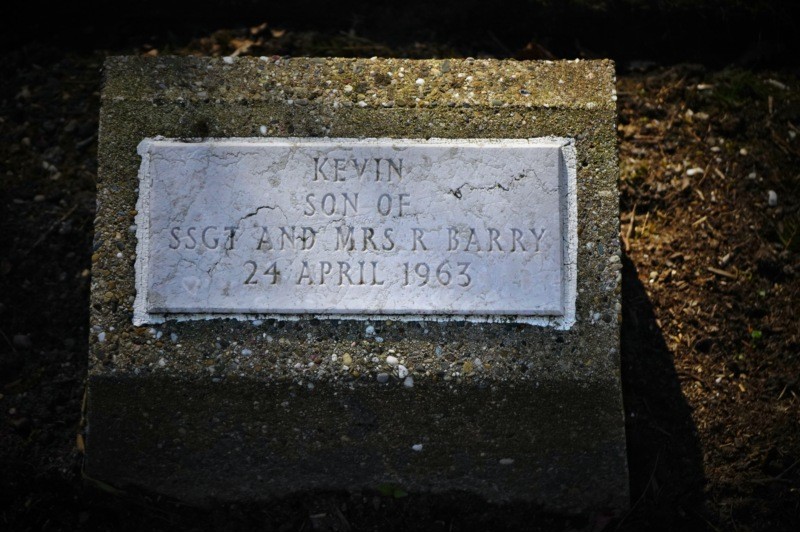 KEVIN
SON OF
SSGT AND MRS R BARRY
24 APRIL 1963